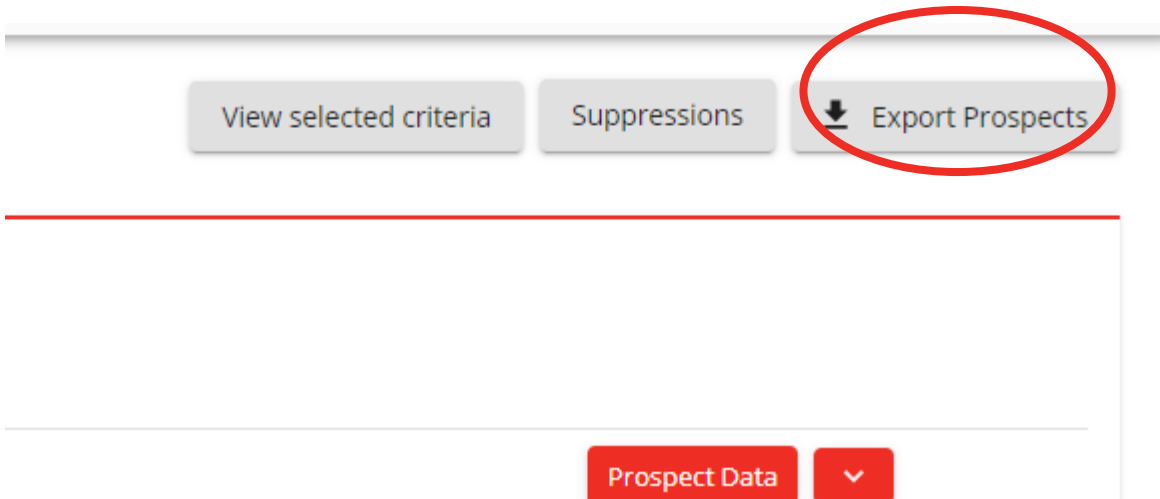 View selected criteria
Suppressions
Export Prospects
Prospect Data